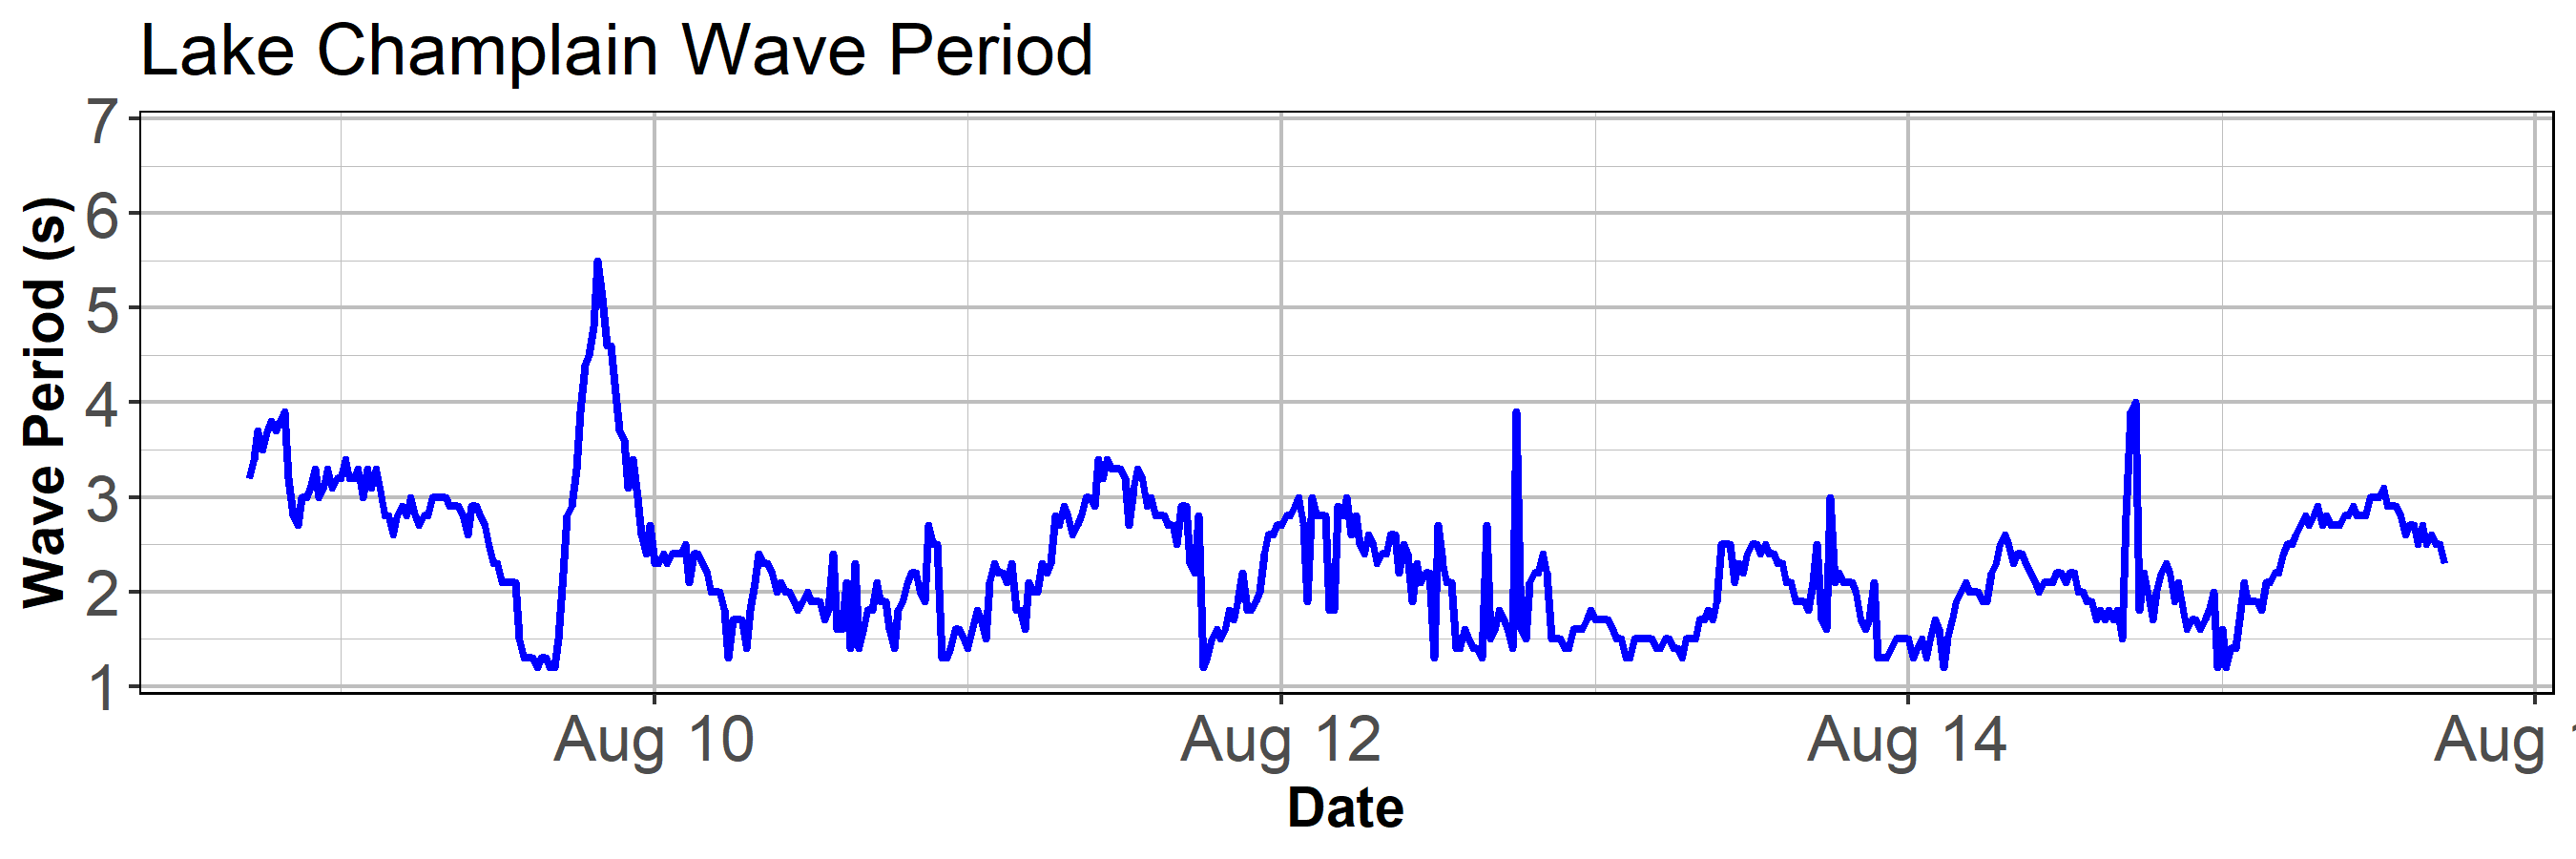 Lake Champlain Wave Period
Wave Period (s)
7
6
5
4
3
2
1
Aug 10
Aug 12
Aug 14
Aug
Date